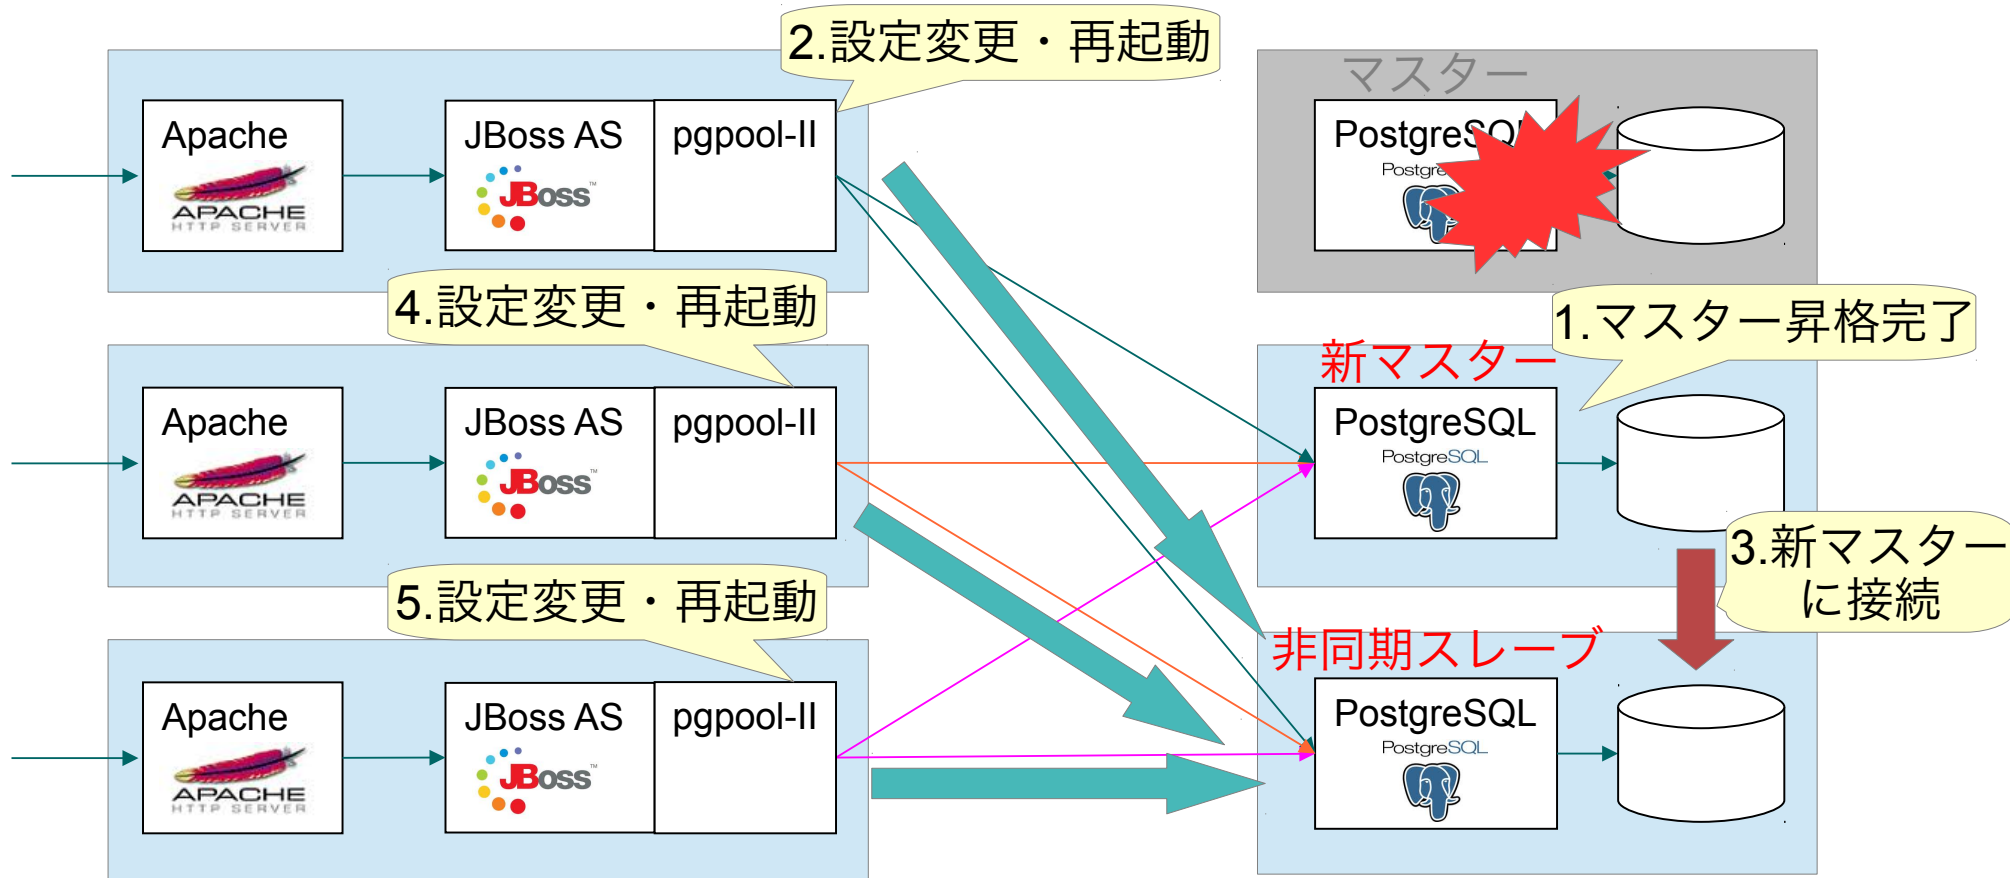 2.設定変更・再起動
マスター
Apache
APACHE
HTTP SERVER
JBoss AS
JBoss™
pgpool-II
4.設定変更・再起動
1.マスター昇格完了
新マスター
Apache
APACHE
HTTP SERVER
JBoss AS
JBoss™
pgpool-II
PostgreSQL
PostgreSQL
3.新マスター
に接続
5.設定変更・再起動
非同期スレーブ
Apache
APACHE
HTTP SERVER
JBoss AS
JBoss™
pgpool-II
PostgreSQL
PostgreSQL